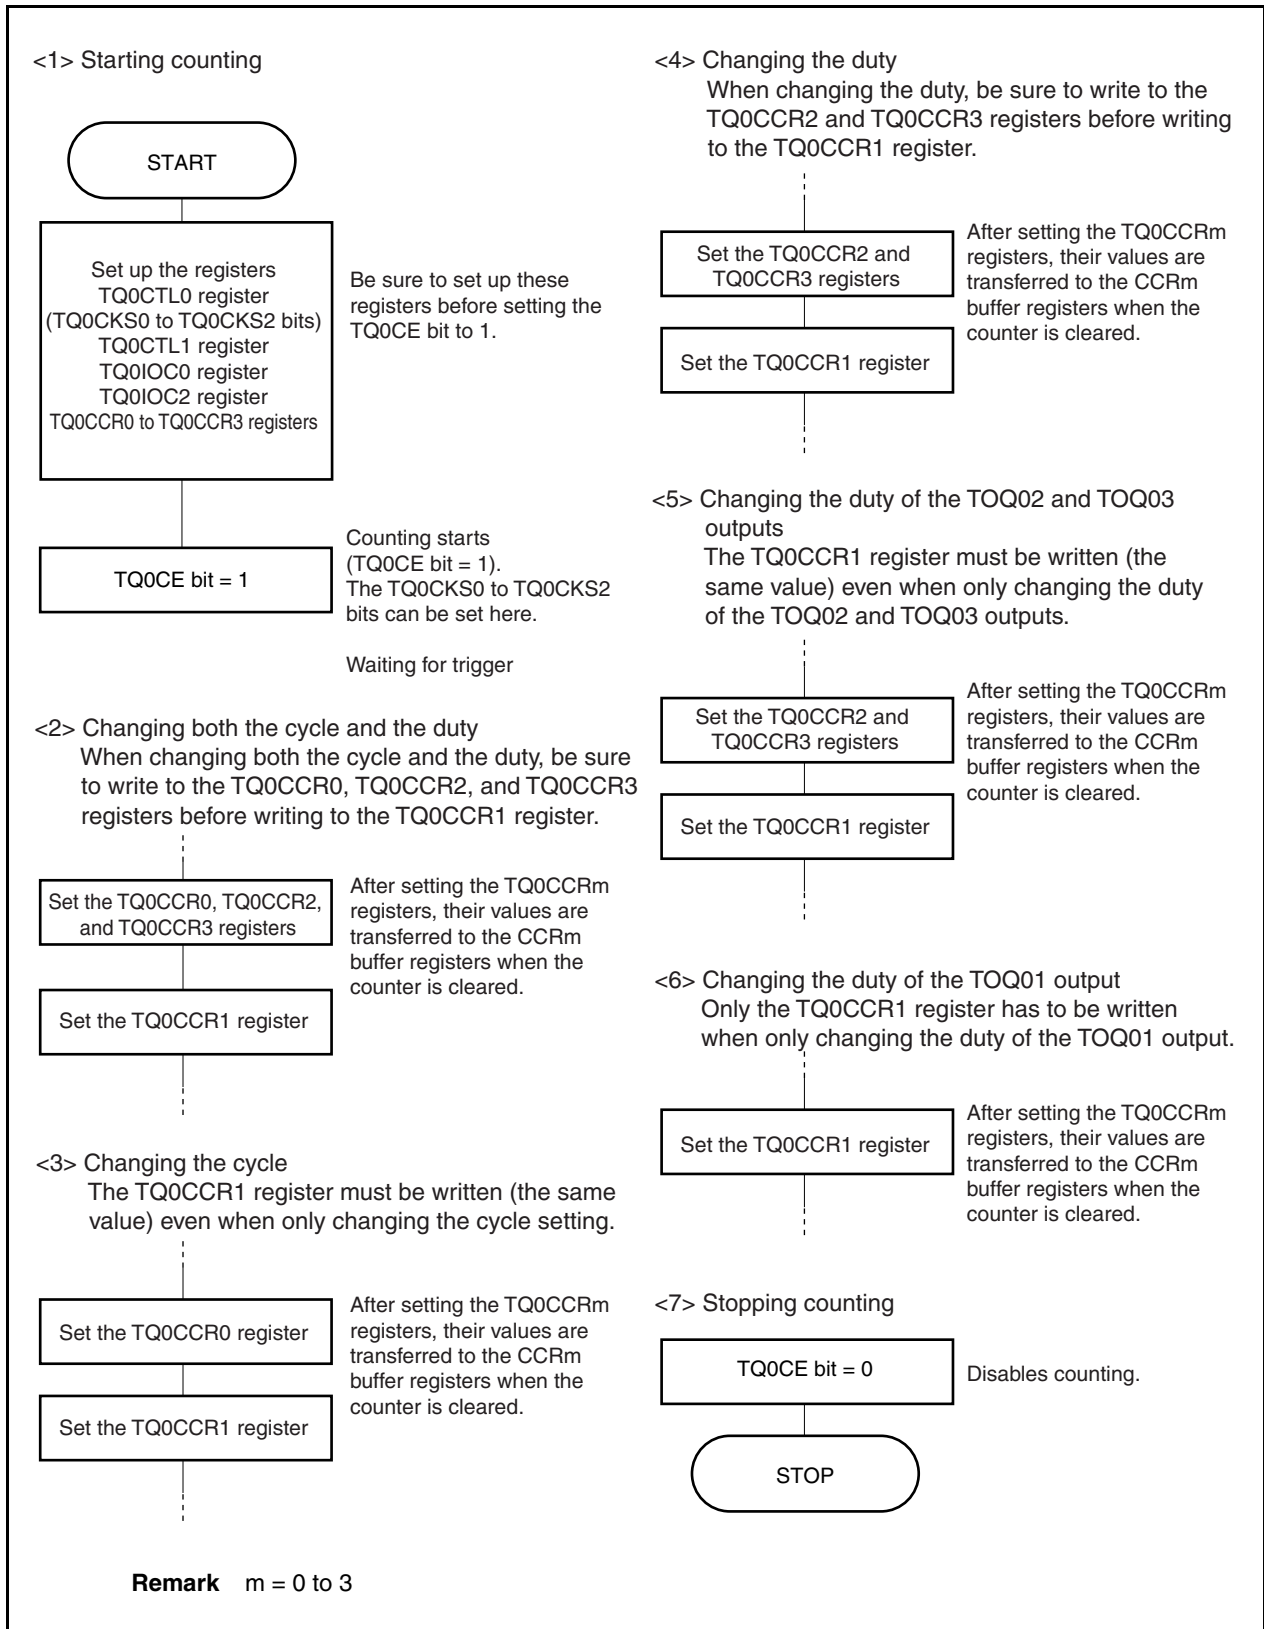 <1> Starting counting
START
Set up the registers
TQ0CTL0 register
(TQ0CKS0 to TQ0CKS2 bits)
TQ0CTL1 register
TQ0IOC0 register
TQ0IOC2 register
TQ0CCR0 to TQ0CCR3 registers
Be sure to set up these
registers before setting the
TQ0CE bit to 1.
TQ0CE bit = 1
Counting starts
(TQ0CE bit = 1).
The TQ0CKS0 to TQ0CKS2
bits can be set here.
Waiting for trigger
<2> Changing both the cycle and the duty
When changing both the cycle and the duty, be sure
to write to the TQ0CCR0, TQ0CCR2, and TQ0CCR3
registers before writing to the TQ0CCR1 register.
Set the TQ0CCR0, TQ0CCR2,
and TQ0CCR3 registers
After setting the TQ0CCRm
registers, their values are
transferred to the CCRm
buffer registers when the
counter is cleared.
Set the TQ0CCR1 register
<3> Changing the cycle
The TQ0CCR1 register must be written (the same
value) even when only changing the cycle setting.
Set the TQ0CCR0 register
After setting the TQ0CCRm
registers, their values are
transferred to the CCRm
buffer registers when the
counter is cleared.
Set the TQ0CCR1 register
<4> Changing the duty
When changing the duty, be sure to write to the
TQ0CCR2 and TQ0CCR3 registers before writing
to the TQ0CCR1 register.
Set the TQ0CCR2 and
TQ0CCR3 registers
After setting the TQ0CCRm
registers, their values are
transferred to the CCRm
buffer registers when the
counter is cleared.
Set the TQ0CCR1 register
<5> Changing the duty of the TOQ02 and TOQ03
outputs
The TQ0CCR1 register must be written (the
same value) even when only changing the duty
of the TOQ02 and TOQ03 outputs.
Set the TQ0CCR2 and
TQ0CCR3 registers
After setting the TQ0CCRm
registers, their values are
transferred to the CCRm
buffer registers when the
counter is cleared.
Set the TQ0CCR1 register
<6> Changing the duty of the TOQ01 output
Only the TQ0CCR1 register has to be written
when only changing the duty of the TOQ01 output.
Set the TQ0CCR1 register
After setting the TQ0CCRm
registers, their values are
transferred to the CCRm
buffer registers when the
counter is cleared.
<7> Stopping counting
TQ0CE bit = 0
Disables counting.
STOP
Remark m = 0 to 3